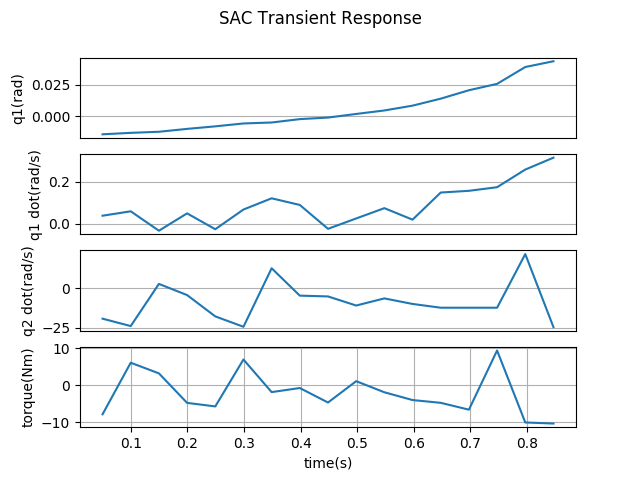 SAC Transient Response
q1(rad)
0.025
0.000
q1 dot(rad/s)
0.2
0.0
q2 dot(rad/s)
0
−25
torque(Nm)
10
0
−10
0.1 0.2 0.3 0.4 0.5 0.6 0.7 0.8
time(s)